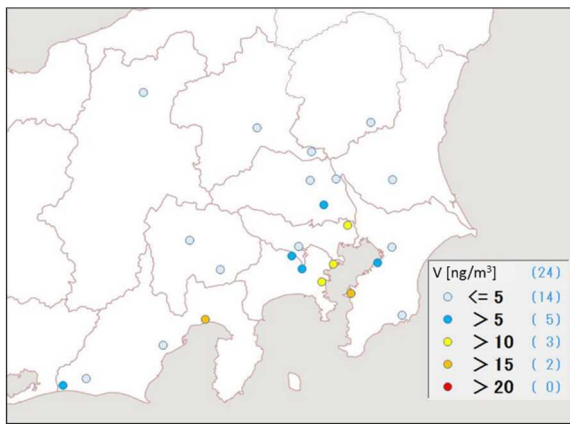 V [ng/m³] (24)
<= 5 (14)
> 5 ( 5)
> 10 ( 3)
> 15 ( 2)
> 20 ( 0)